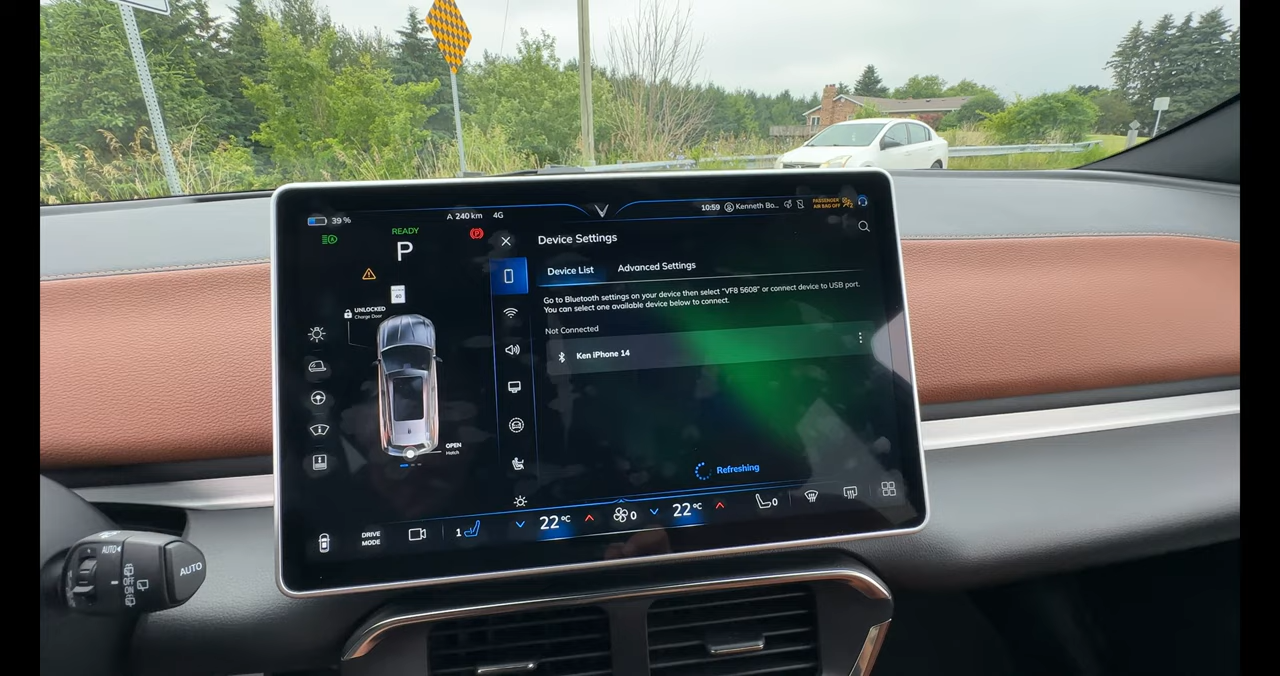 39 %
A 240 km
4G
10:59
Kenneth Bo...
PASSENGER
AIR BAG OFF
READY
P
Device Settings
Device List
Advanced Settings
Go to Bluetooth settings on your device then select "VF8 5608" or connect device to USB port.
You can select one available device below to connect.
Not Connected
Ken iPhone 14
40
UNLOCKED
Charge Door
OPEN
Hatch
Refreshing
DRIVE
MODE
1
22°C
0
22°C
0
AUTO
OFF
ON
AUTO